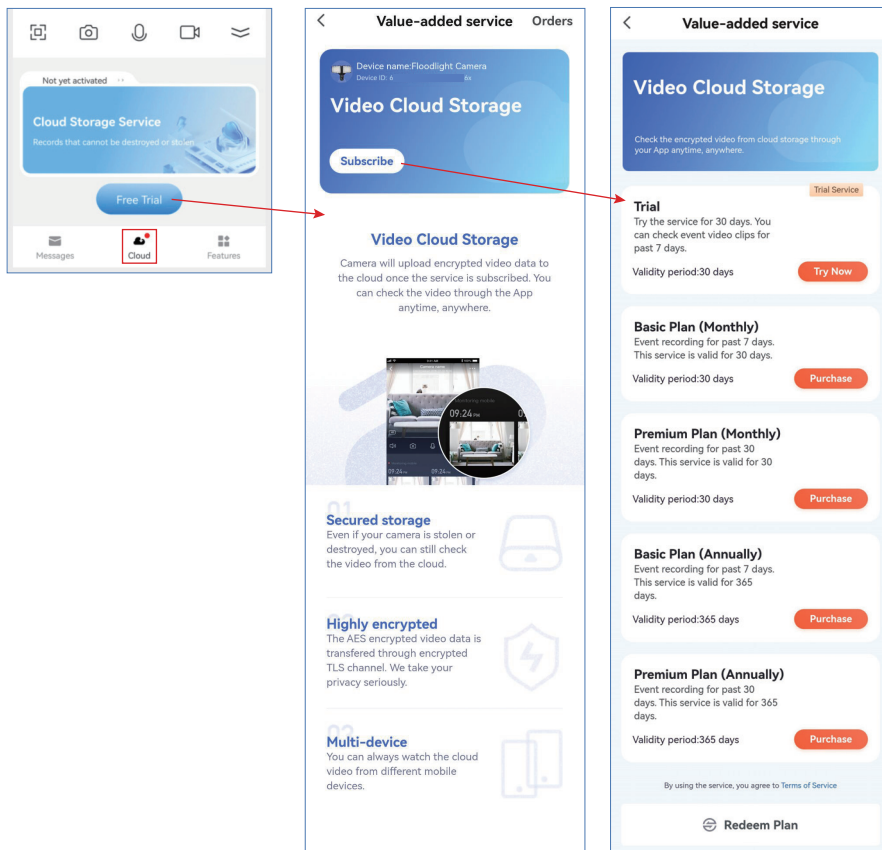 Not yet activated
Cloud Storage Service
Records that cannot be destroyed or stolen
Free Trial
Messages
Cloud
Features
Value-added service
Orders
Device name:Floodlight Camera
Device ID: 6 6x
Video Cloud Storage
Subscribe
Video Cloud Storage
Camera will upload encrypted video data to
the cloud once the service is subscribed. You
can check the video through the App
anytime, anywhere.
Camera name
09:24 PM
09:24
09:24
01
Secured storage
Even if your camera is stolen or
destroyed, you can still check
the video from the cloud.
Highly encrypted
The AES encrypted video data is
transfered through encrypted
TLS channel. We take your
privacy seriously.
Multi-device
You can always watch the cloud
video from different mobile
devices.
Value-added service
Video Cloud Storage
Check the encrypted video from cloud storage through
your App anytime, anywhere.
Trial Service
Trial
Try the service for 30 days. You
can check event video clips for
past 7 days.
Validity period:30 days
Try Now
Basic Plan (Monthly)
Event recording for past 7 days.
This service is valid for 30 days.
Validity period:30 days
Purchase
Premium Plan (Monthly)
Event recording for past 30
days. This service is valid for 30
days.
Validity period:30 days
Purchase
Basic Plan (Annually)
Event recording for past 7 days.
This service is valid for 365
days.
Validity period:365 days
Purchase
Premium Plan (Annually)
Event recording for past 30
days. This service is valid for 365
days.
Validity period:365 days
Purchase
By using the service, you agree to Terms of Service
Redeem Plan